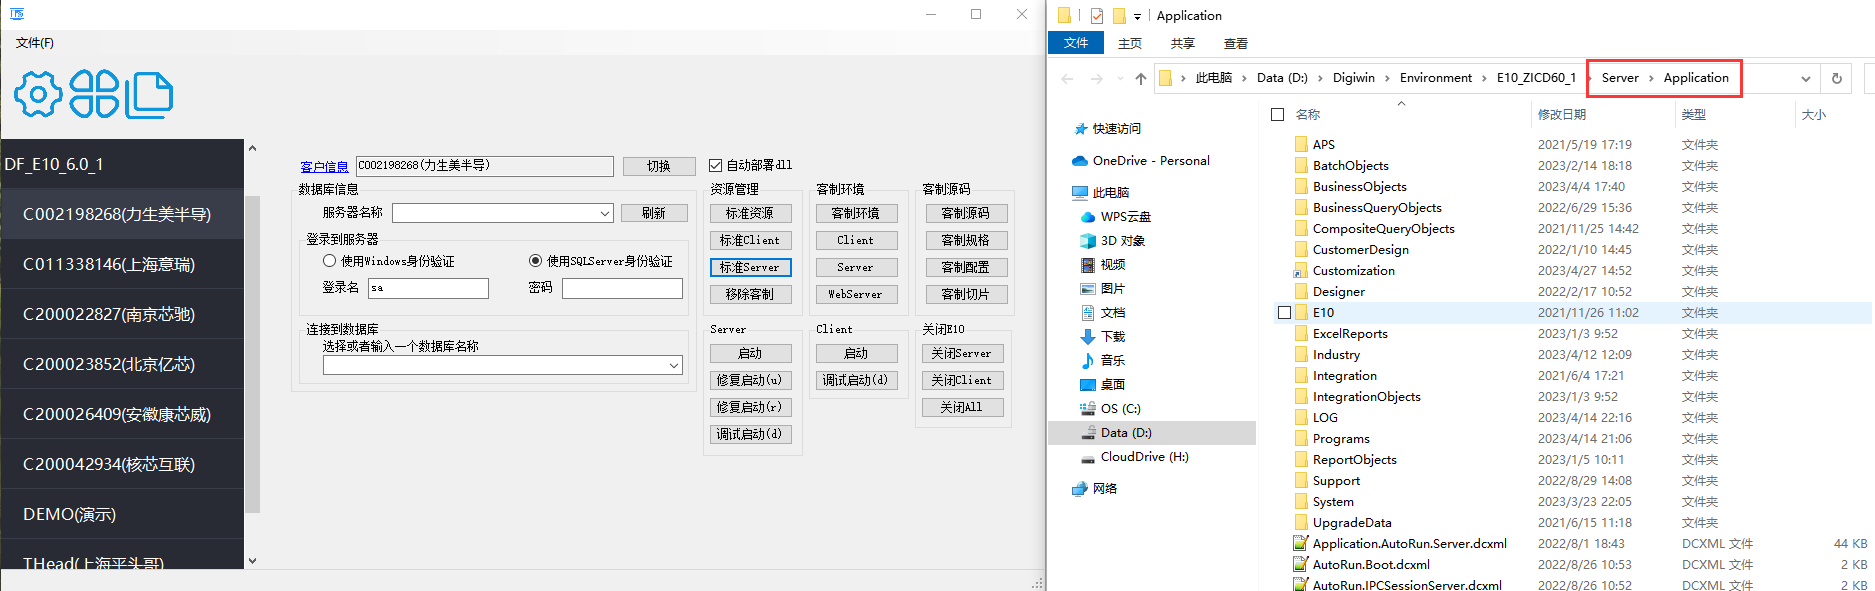 文件(F)
DF_E10_6.0_1
C002198268(力生美半导)
C011338146(上海意瑞)
C200022827(南京芯驰)
C200023852(北京亿芯)
C200026409(安徽康芯威)
C200042934(核芯互联)
DEMO(演示)
THead(上海平头哥)
客户信息 C002198268(力生美半导) 切换 自动部署dll
数据库信息
服务器名称 刷新
登录到服务器
使用Windows身份验证 使用SQLServer身份验证
登录名 sa 密码
连接到数据库
选择或者输入一个数据库名称
资源管理
标准资源
标准Client
标准Server
移除客制
客制环境
客制环境
Client
Server
WebServer
客制源码
客制源码
客制规格
客制配置
客制切片
Server
启动
修复启动(u)
修复启动(r)
调试启动(d)
Client
启动
调试启动(d)
关闭E10
关闭Server
关闭Client
关闭All
Application
文件 主页 共享 查看
此电脑 Data (D:) Digiwin Environment E10_ZICD60_1 Server Application
快速访问
OneDrive - Personal
此电脑
WPS云盘
3D 对象
视频
图片
文档
下载
音乐
桌面
OS (C:)
Data (D:)
CloudDrive (H:)
网络
名称 修改日期 类型 大小
APS 2021/5/19 17:19 文件夹
BatchObjects 2023/2/14 18:18 文件夹
BusinessObjects 2023/4/4 17:40 文件夹
BusinessQueryObjects 2022/6/29 15:36 文件夹
CompositeQueryObjects 2021/11/25 14:42 文件夹
CustomerDesign 2022/1/10 14:45 文件夹
Customization 2023/4/27 14:52 文件夹
Designer 2022/2/17 10:52 文件夹
E10 2021/11/26 11:02 文件夹
ExcelReports 2023/1/3 9:52 文件夹
Industry 2023/4/12 12:09 文件夹
Integration 2021/6/4 17:21 文件夹
IntegrationObjects 2023/1/3 9:52 文件夹
LOG 2023/4/14 22:16 文件夹
Programs 2023/4/14 21:06 文件夹
ReportObjects 2023/1/5 10:11 文件夹
Support 2022/8/29 14:08 文件夹
System 2023/3/23 22:05 文件夹
UpgradeData 2021/6/15 11:18 文件夹
Application.AutoRun.Server.dcxml 2022/8/1 18:43 DCXML 文件 44 KB
AutoRun.Boot.dcxml 2022/8/26 10:53 DCXML 文件 2 KB
AutoRun.IPCSessionServer.dcxml 2022/8/26 10:52 DCXML 文件 2 KB